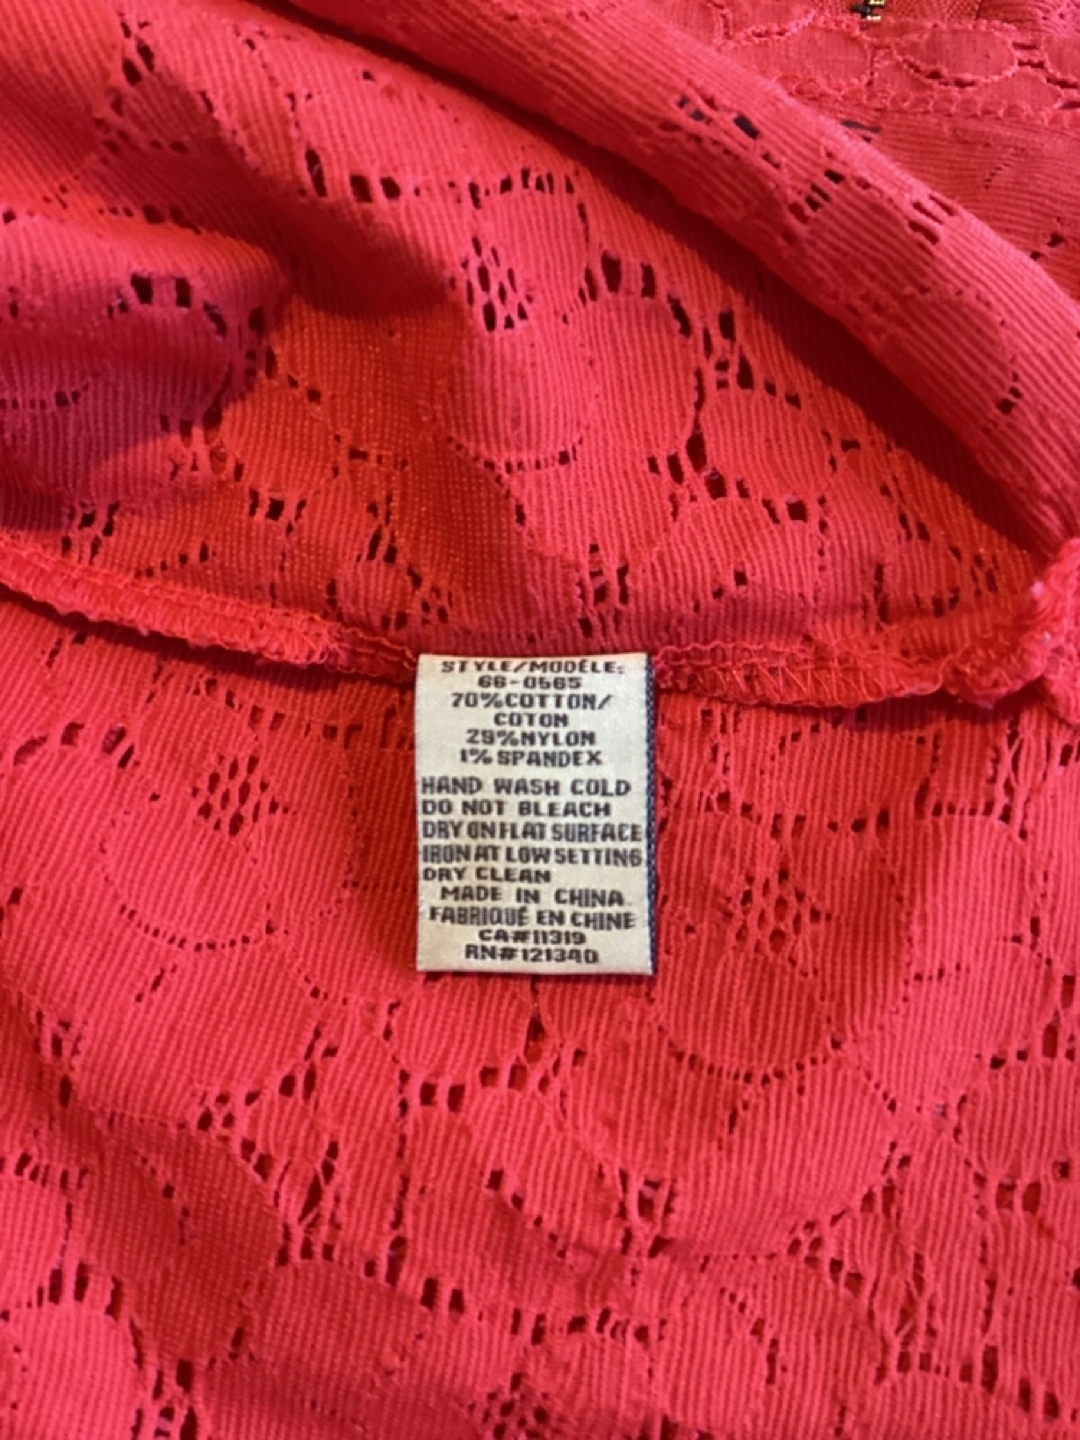 STYLE/MODÉLE:
66-0565
70%COTTON/
COTON
29%NYLON
1% SPANDEX
HAND WASH COLD
DO NOT BLEACH
DRY ON FLAT SURFACE
IRON AT LOW SETTING
DRY CLEAN
MADE IN CHINA
FABRIQUÉ EN CHINE
CA#11319
RN#121340